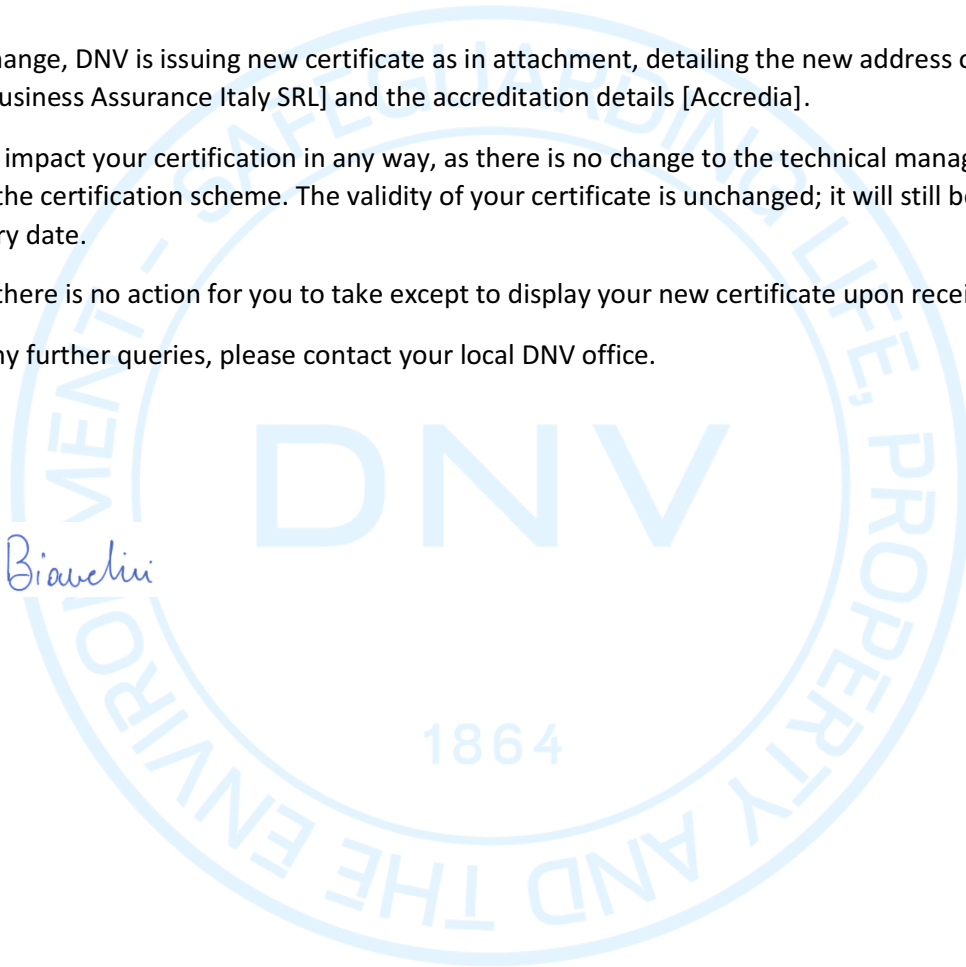 hange, DNV is issuing new certificate as in attachment, detailing the new address o
usiness Assurance Italy SRL] and the accreditation details [Accredia].
impact your certification in any way, as there is no change to the technical manag
the certification scheme. The validity of your certificate is unchanged; it will still be
ry date.
there is no action for you to take except to display your new certificate upon recei
ny further queries, please contact your local DNV office.
DNV
Bianchini
1864
SAFEGUARDING LIFE, PROPERTY AND THE ENVIRONMENT -